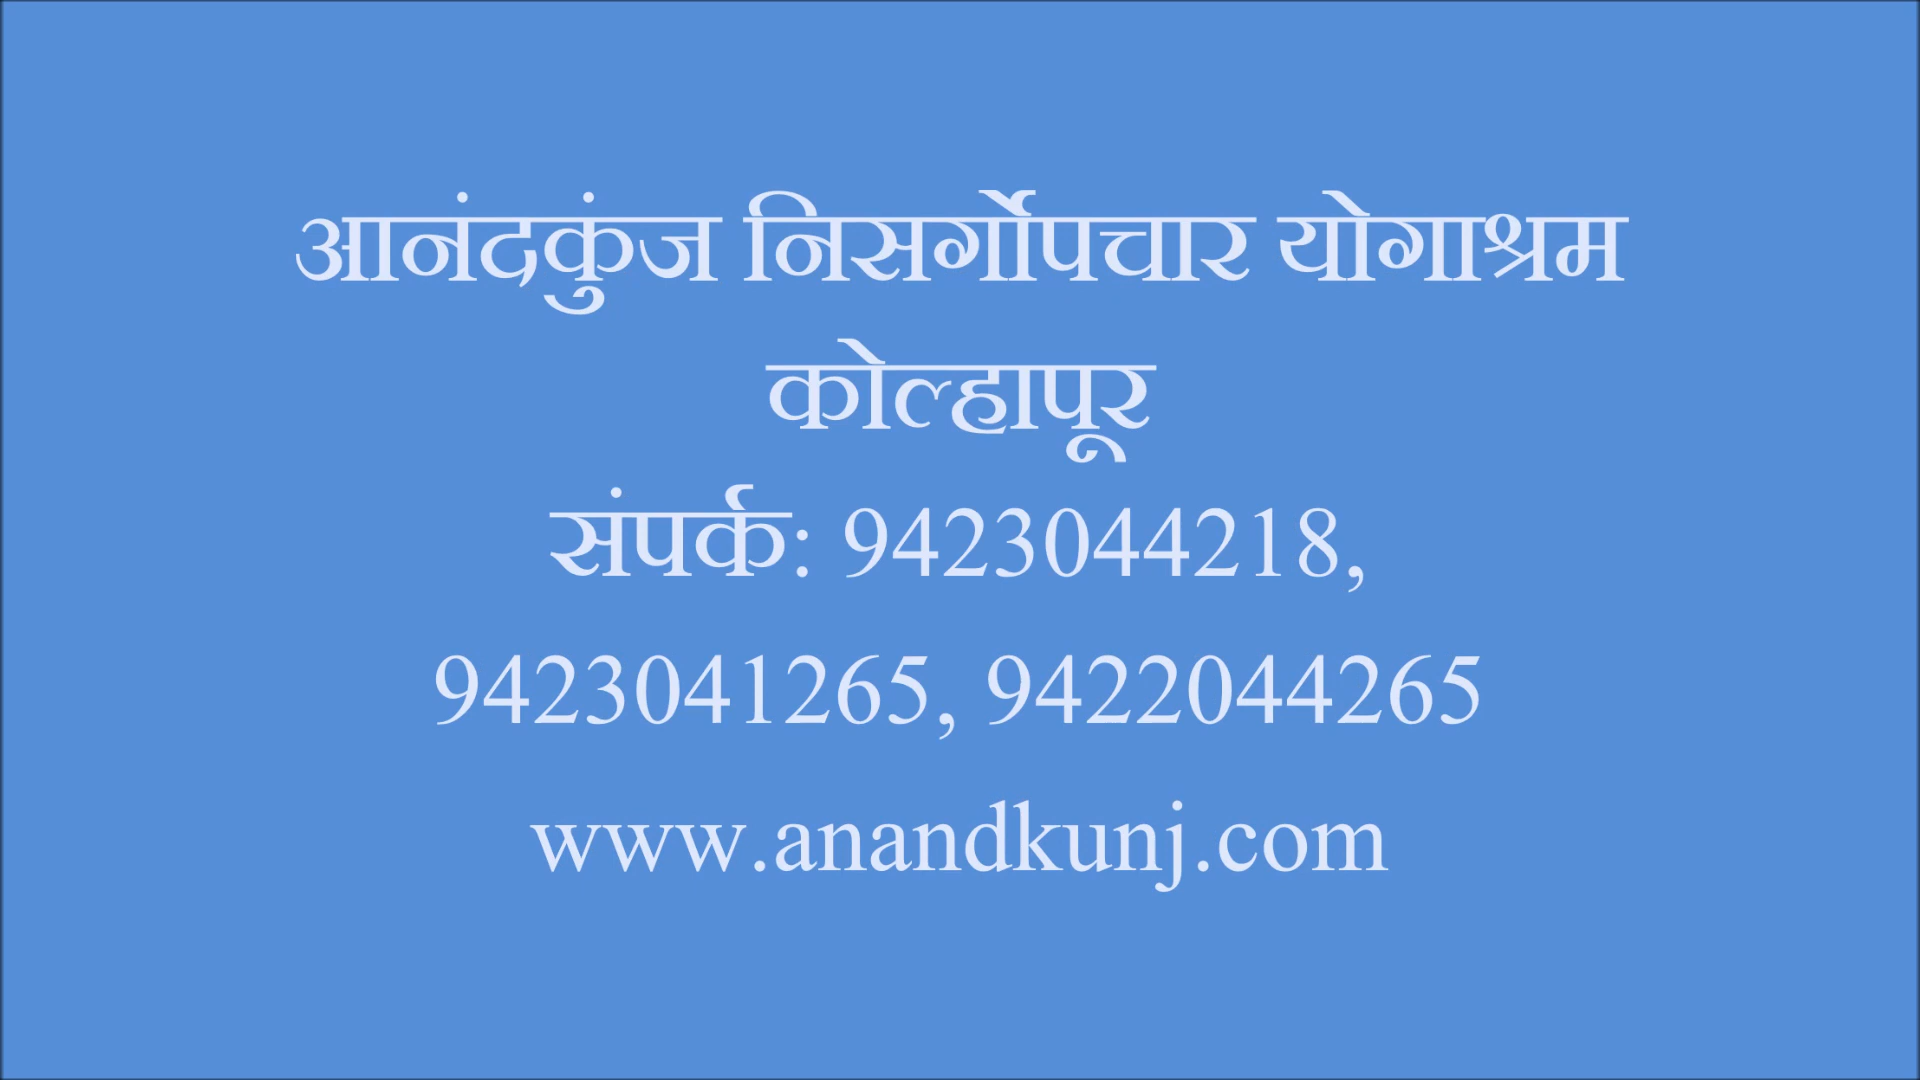 आनंदकुंज निसर्गोपचार योगाश्रम
कोल्हापूर
संपर्क: 9423044218,
9423041265, 9422044265
www.anandkunj.com